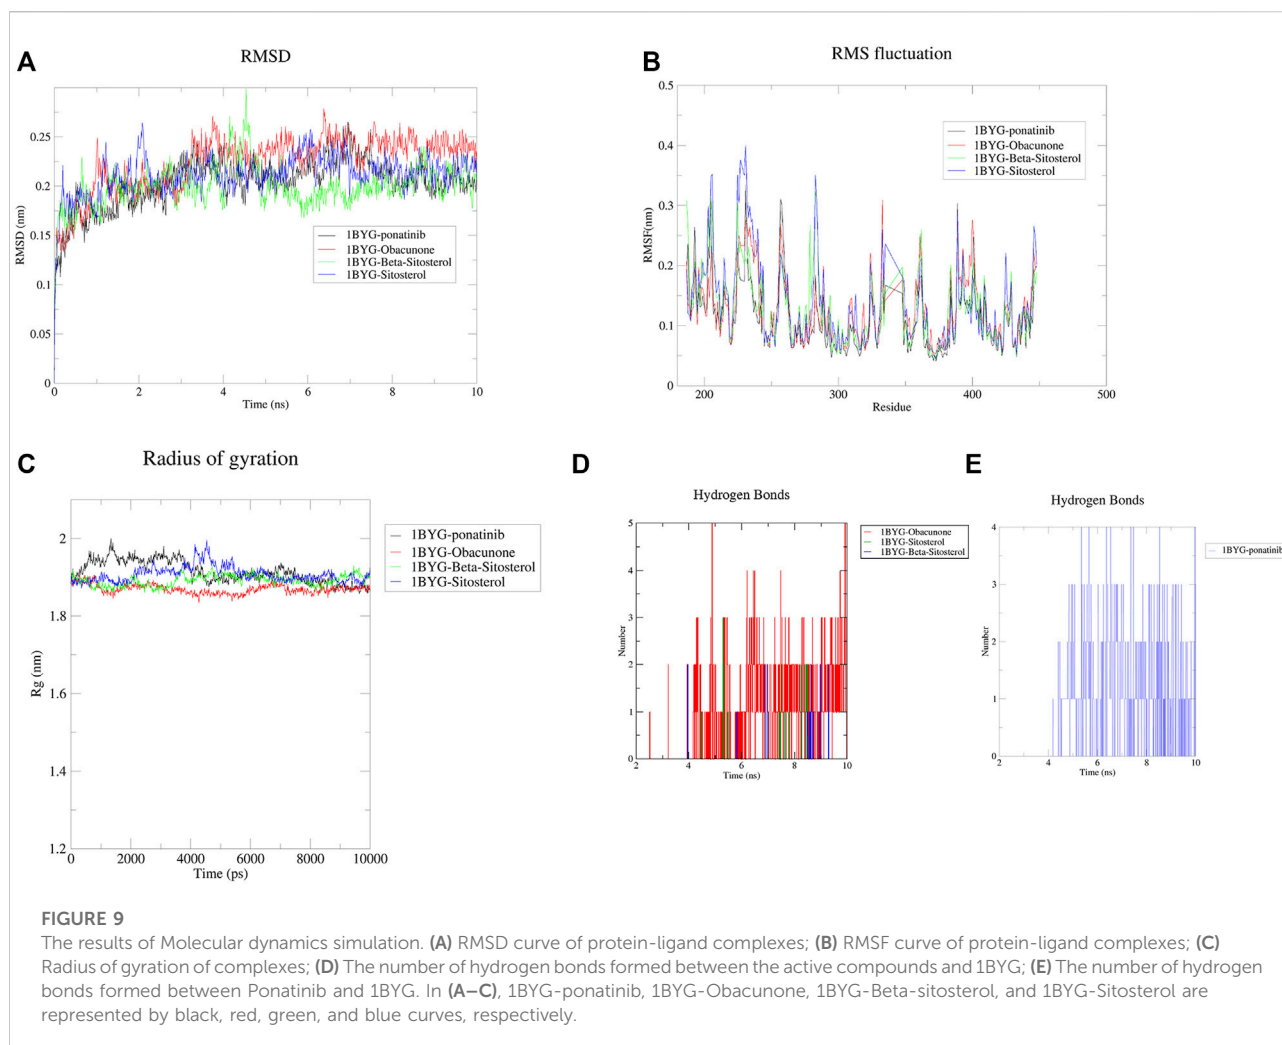 A
RMSD
RMSD (nm)
0.25
0.2
0.15
0.1
0.05
0
0
2
4
6
8
10
Time (ns)
1BYG-ponatinib
1BYG-Obacunone
1BYG-Beta-Sitosterol
1BYG-Sitosterol
B
RMS fluctuation
RMSF(nm)
0.5
0.4
0.3
0.2
0.1
0
200
300
400
500
Residue
1BYG-ponatinib
1BYG-Obacunone
1BYG-Beta-Sitosterol
1BYG-Sitosterol
C
Radius of gyration
Rg (nm)
2
1.8
1.6
1.4
1.2
0
2000
4000
6000
8000
10000
Time (ps)
1BYG-ponatinib
1BYG-Obacunone
1BYG-Beta-Sitosterol
1BYG-Sitosterol
D
Hydrogen Bonds
Number
5
4
3
2
1
0
2
4
6
8
10
Time (ns)
1BYG-Obacunone
1BYG-Sitosterol
1BYG-Beta-Sitosterol
E
Hydrogen Bonds
Number
4
3
2
1
0
2
4
6
8
10
Time (ns)
1BYG-ponatinib
FIGURE 9
The results of Molecular dynamics simulation. (A) RMSD curve of protein-ligand complexes; (B) RMSF curve of protein-ligand complexes; (C)
Radius of gyration of complexes; (D) The number of hydrogen bonds formed between the active compounds and 1BYG; (E) The number of hydrogen
bonds formed between Ponatinib and 1BYG. In (A–C), 1BYG-ponatinib, 1BYG-Obacunone, 1BYG-Beta-sitosterol, and 1BYG-Sitosterol are
represented by black, red, green, and blue curves, respectively.